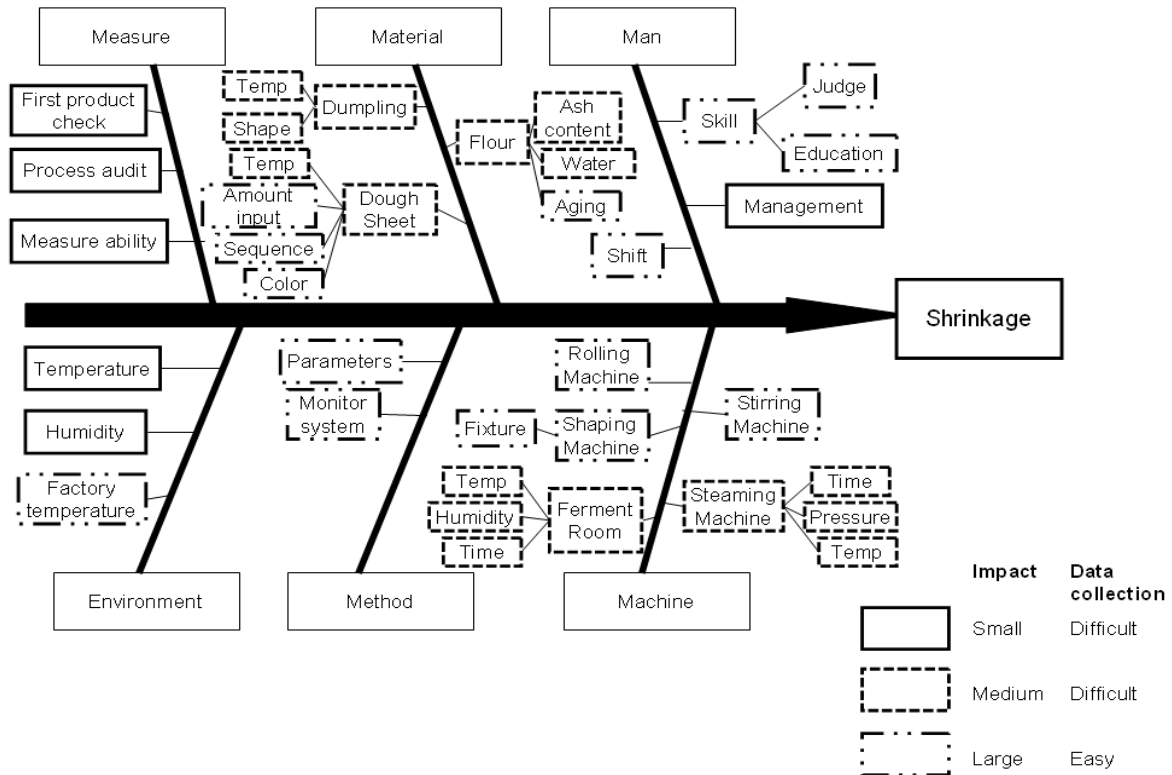 Measure
Material
Man
First product
check
Process audit
Measure ability
Temp
Shape
Dumpling
Temp
Amount
input
Sequence
Color
Dough
Sheet
Flour
Ash
content
Water
Aging
Skill
Judge
Education
Management
Shift
Shrinkage
Temperature
Humidity
Factory
temperature
Parameters
Monitor
system
Rolling
Machine
Fixture
Shaping
Machine
Stirring
Machine
Temp
Humidity
Time
Ferment
Room
Steaming
Machine
Time
Pressure
Temp
Environment
Method
Machine
Impact Data
collection
Small Difficult
Medium Difficult
Large Easy